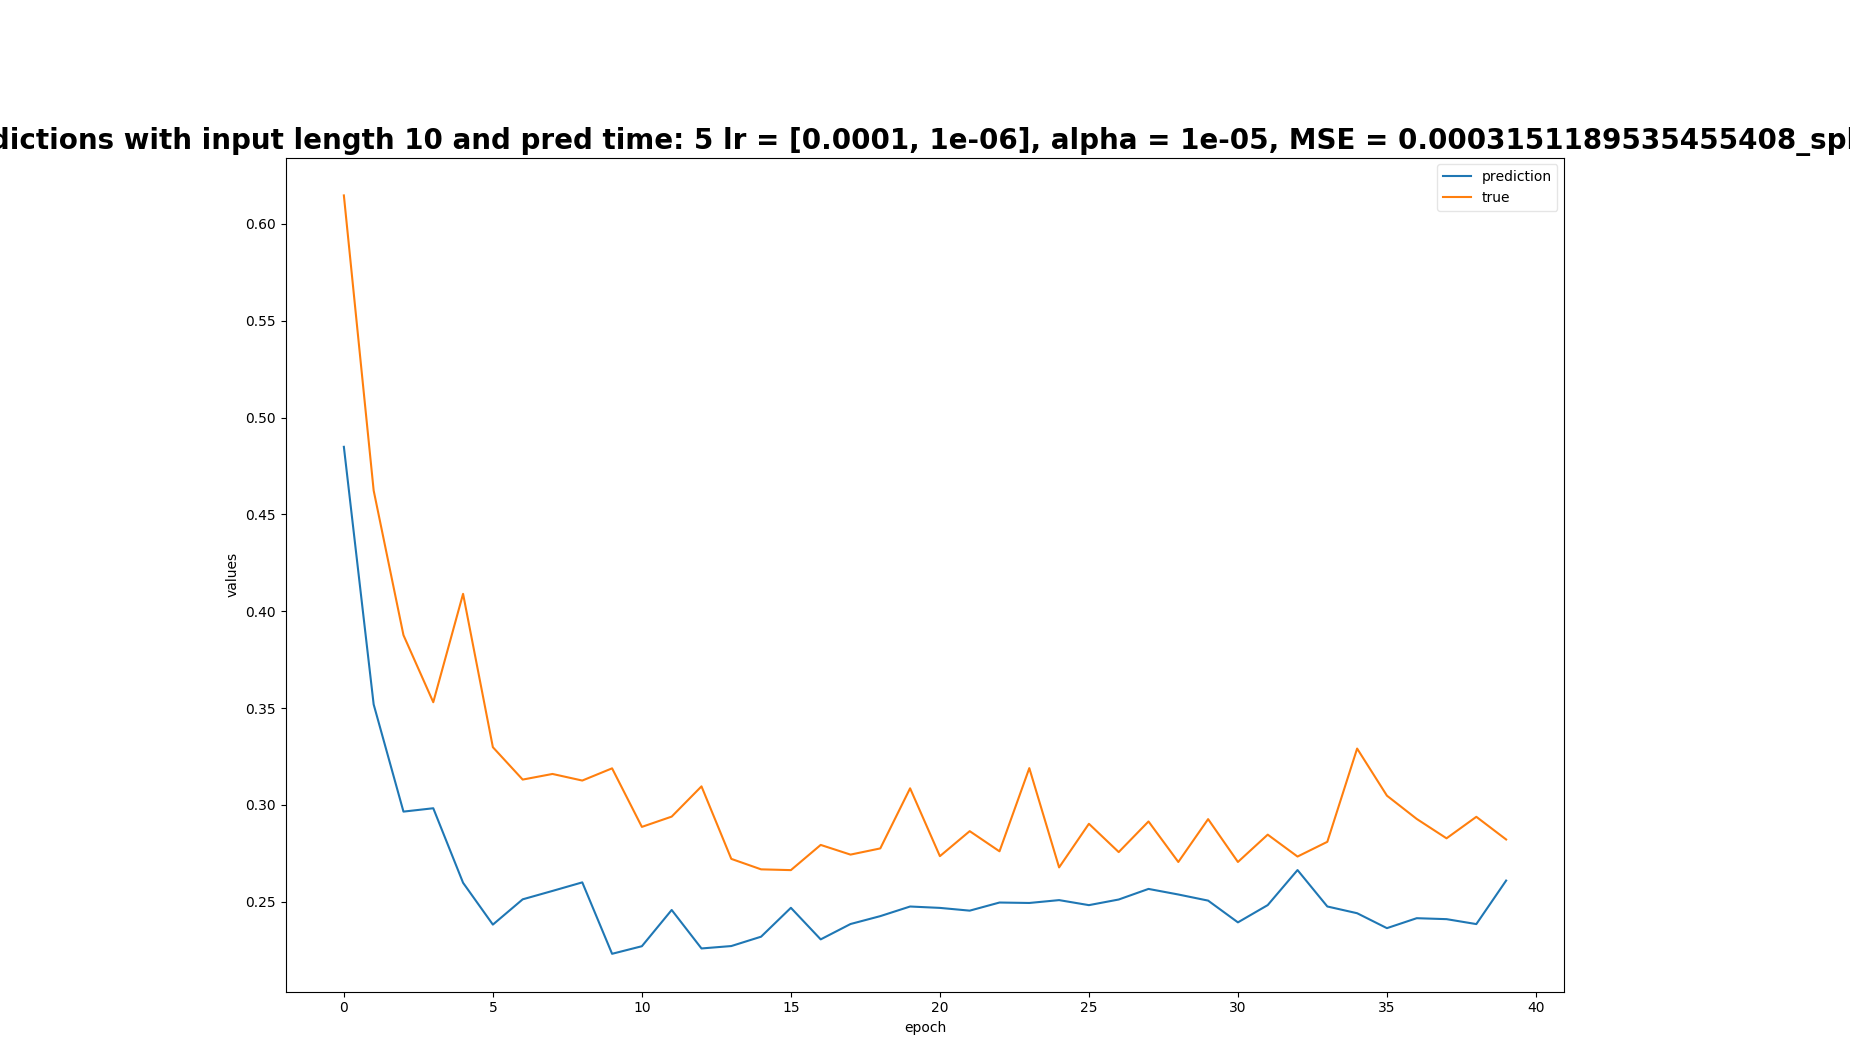 dictions with input length 10 and pred time: 5 lr = [0.0001, 1e-06], alpha = 1e-05, MSE = 0.0003151189535455408_spl
prediction
true
0.60
0.55
0.50
0.45
0.40
0.35
0.30
0.25
values
0 5 10 15 20 25 30 35 40
epoch